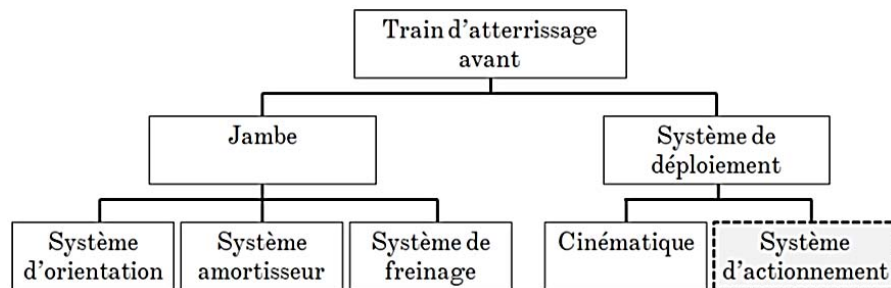 Train d'atterrissage
avant
Jambe
Système de
déploiement
Système
d'orientation
Système
amortisseur
Système de
freinage
Cinématique
Système
d'actionnement